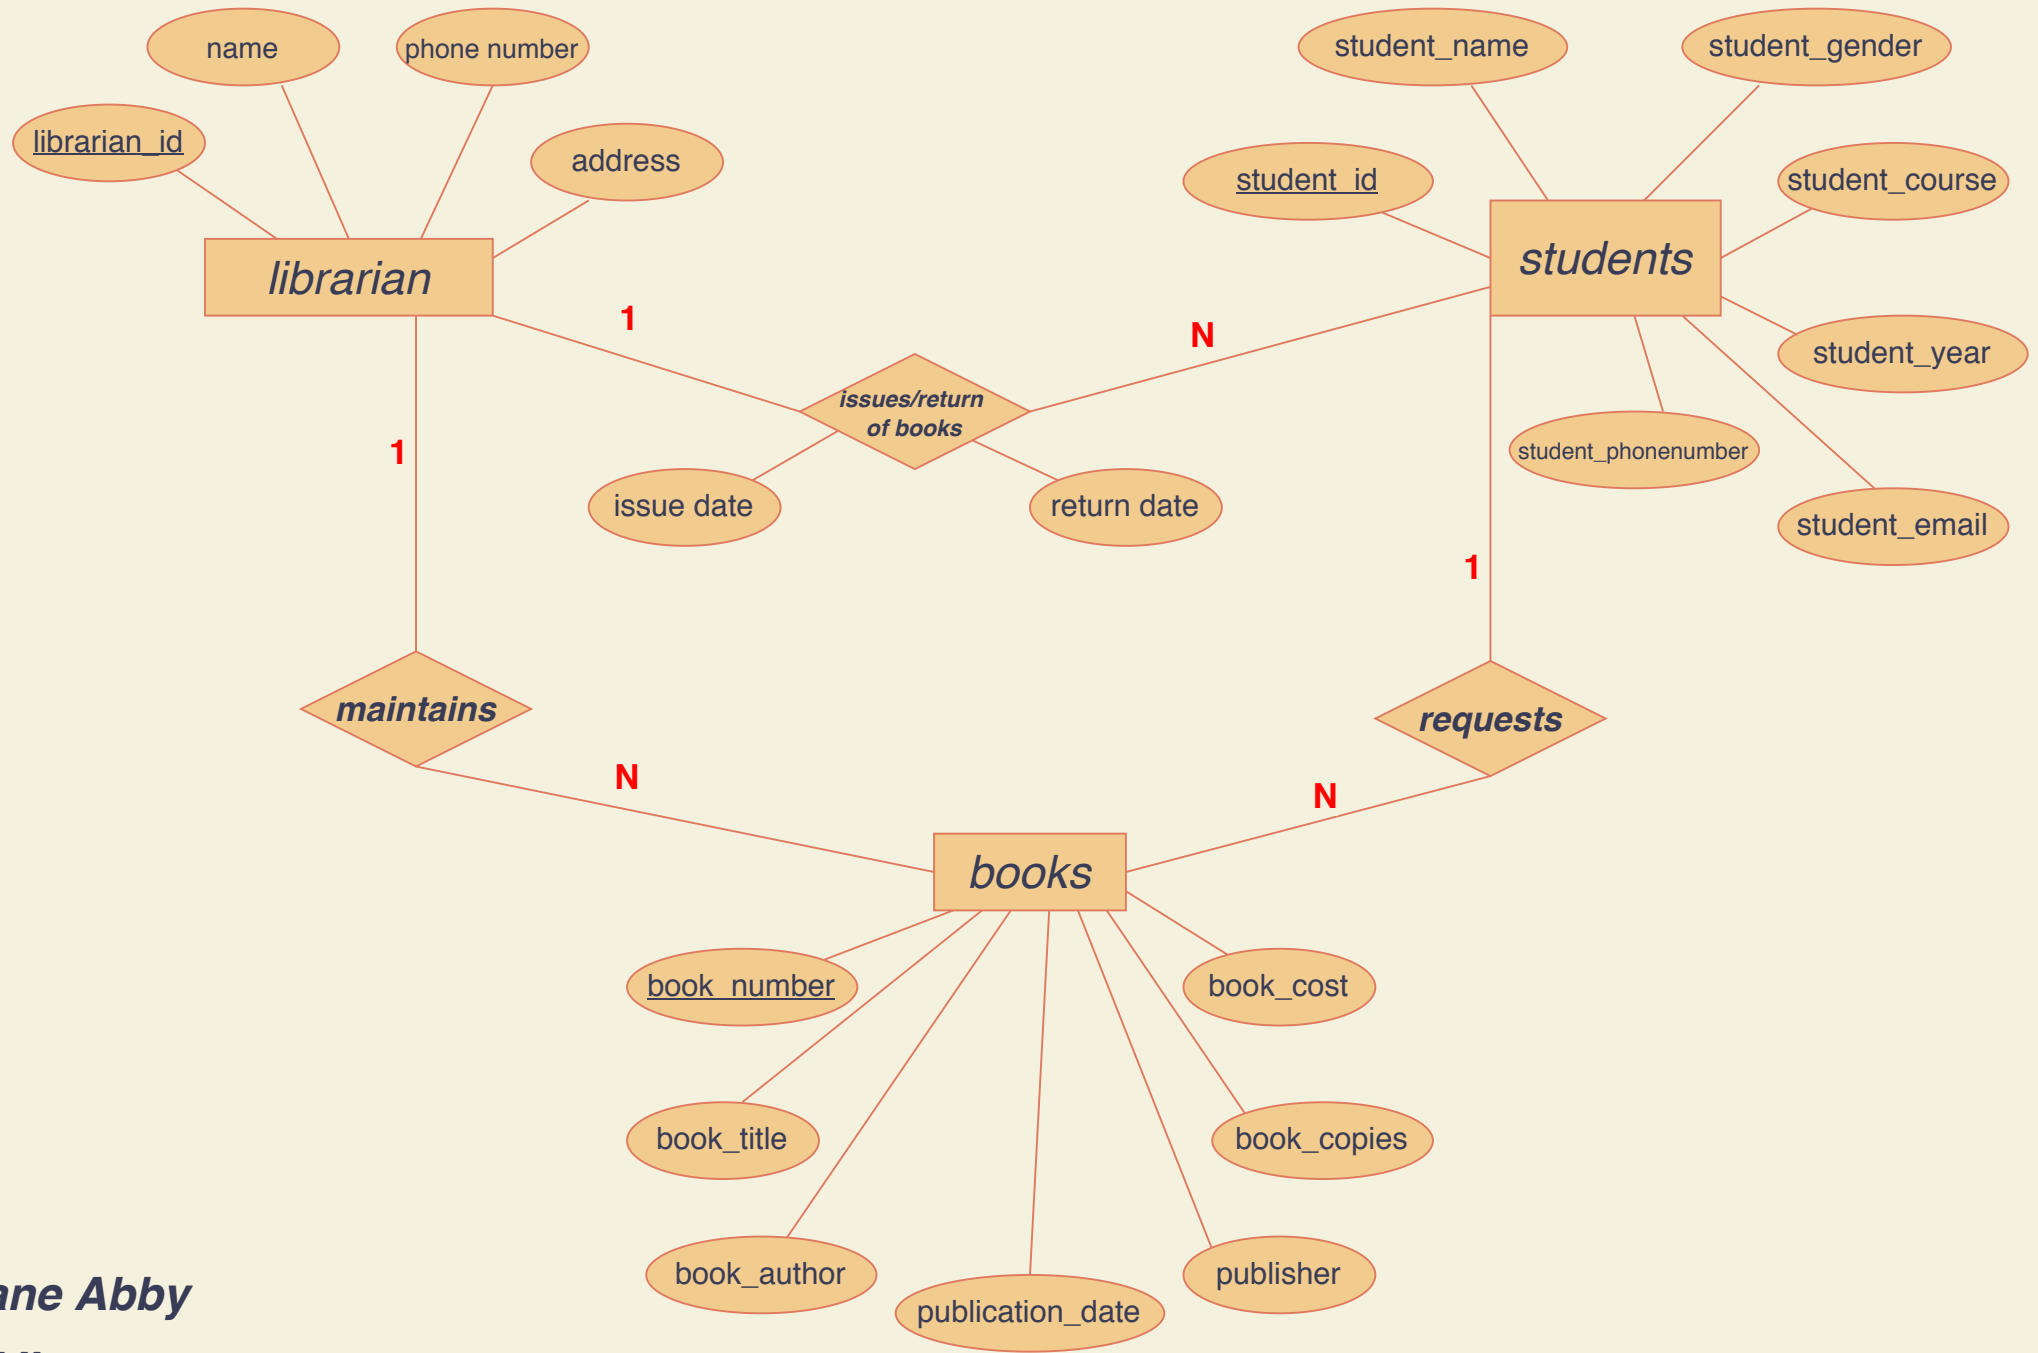 name
phone number
student_name
student_gender
librarian_id
address
student_id
student_course
librarian
students
1
N
student_year
issues/return
of books
1
student_phonenumber
issue date
return date
student_email
1
maintains
requests
N
N
books
book_number
book_cost
book_title
book_copies
book_author
publisher
publication_date
Abby